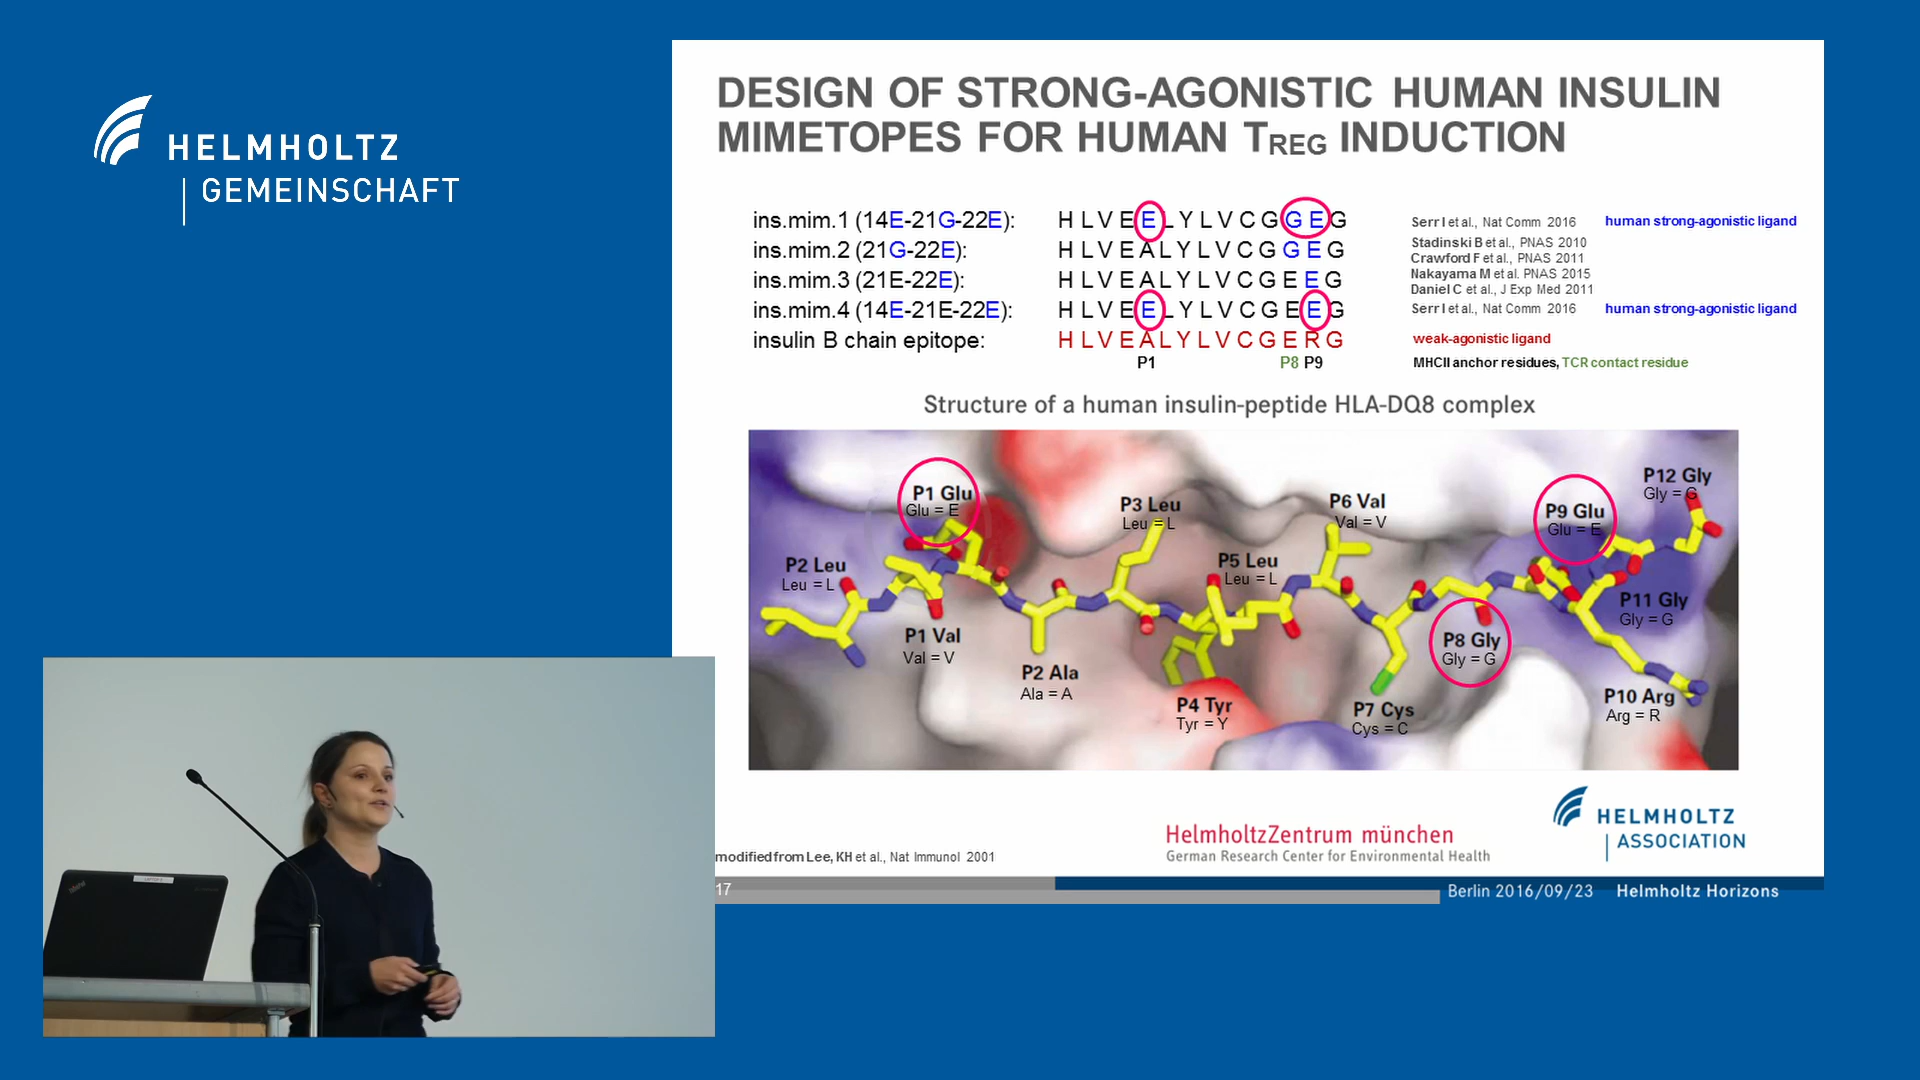 HELMHOLTZ
GEMEINSCHAFT
DESIGN OF STRONG-AGONISTIC HUMAN INSULIN
MIMETOPES FOR HUMAN TREG INDUCTION
ins.mim.1 (14E-21G-22E): H L V E E L Y L V C G G E G Serr I et al., Nat Comm 2016 human strong-agonistic ligand
ins.mim.2 (21G-22E): H L V E A L Y L V C G G E G Stadinski B et al., PNAS 2010
Crawford F et al., PNAS 2011
ins.mim.3 (21E-22E): H L V E A L Y L V C G E E G Nakayama M et al. PNAS 2015
Daniel C et al., J Exp Med 2011
ins.mim.4 (14E-21E-22E): H L V E E L Y L V C G E E G Serr I et al., Nat Comm 2016 human strong-agonistic ligand
insulin B chain epitope: H L V E A L Y L V C G E R G weak-agonistic ligand
P1 P8 P9 MHCII anchor residues, TCR contact residue
Structure of a human insulin-peptide HLA-DQ8 complex
P2 Leu
Leu = L
P1 Glu
Glu = E
P1 Val
Val = V
P2 Ala
Ala = A
P3 Leu
Leu = L
P4 Tyr
Tyr = Y
P5 Leu
Leu = L
P6 Val
Val = V
P7 Cys
Cys = C
P8 Gly
Gly = G
P9 Glu
Glu = E
P10 Arg
Arg = R
P11 Gly
Gly = G
P12 Gly
Gly = G
modified from Lee, KH et al., Nat Immunol 2001
HelmholtzZentrum münchen
German Research Center for Environmental Health
HELMHOLTZ
ASSOCIATION
17
Berlin 2016/09/23 Helmholtz Horizons